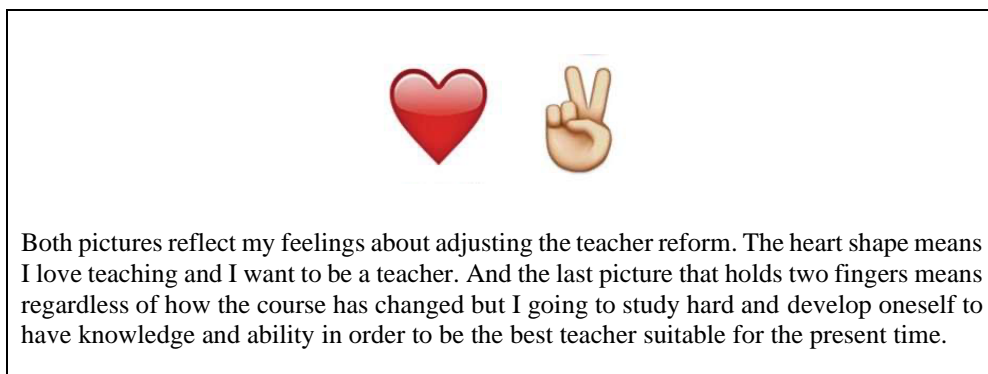 Both pictures reflect my feelings about adjusting the teacher reform. The heart shape means
I love teaching and I want to be a teacher. And the last picture that holds two fingers means
regardless of how the course has changed but I going to study hard and develop oneself to
have knowledge and ability in order to be the best teacher suitable for the present time.